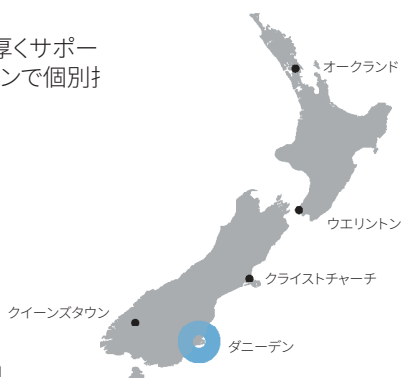 厚くサポー
ンで個別
オークランド
ウエリントン
クライストチャーチ
クイーンズタウン
ダニーデン